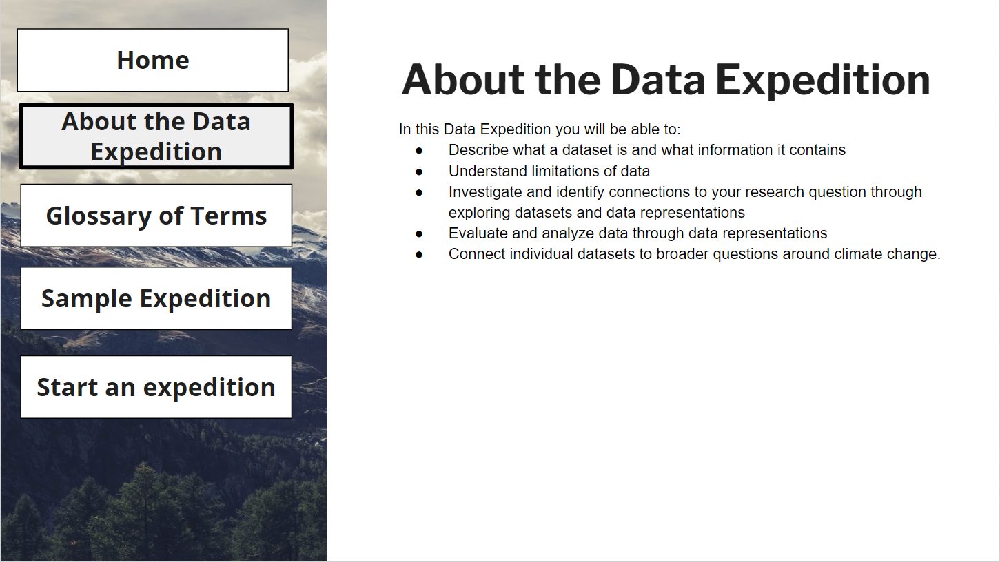 Home
About the Data
Expedition
Glossary of Terms
Sample Expedition
Start an expedition
About the Data Expedition
In this Data Expedition you will be able to:
● Describe what a dataset is and what information it contains
● Understand limitations of data
● Investigate and identify connections to your research question through
exploring datasets and data representations
● Evaluate and analyze data through data representations
● Connect individual datasets to broader questions around climate change.